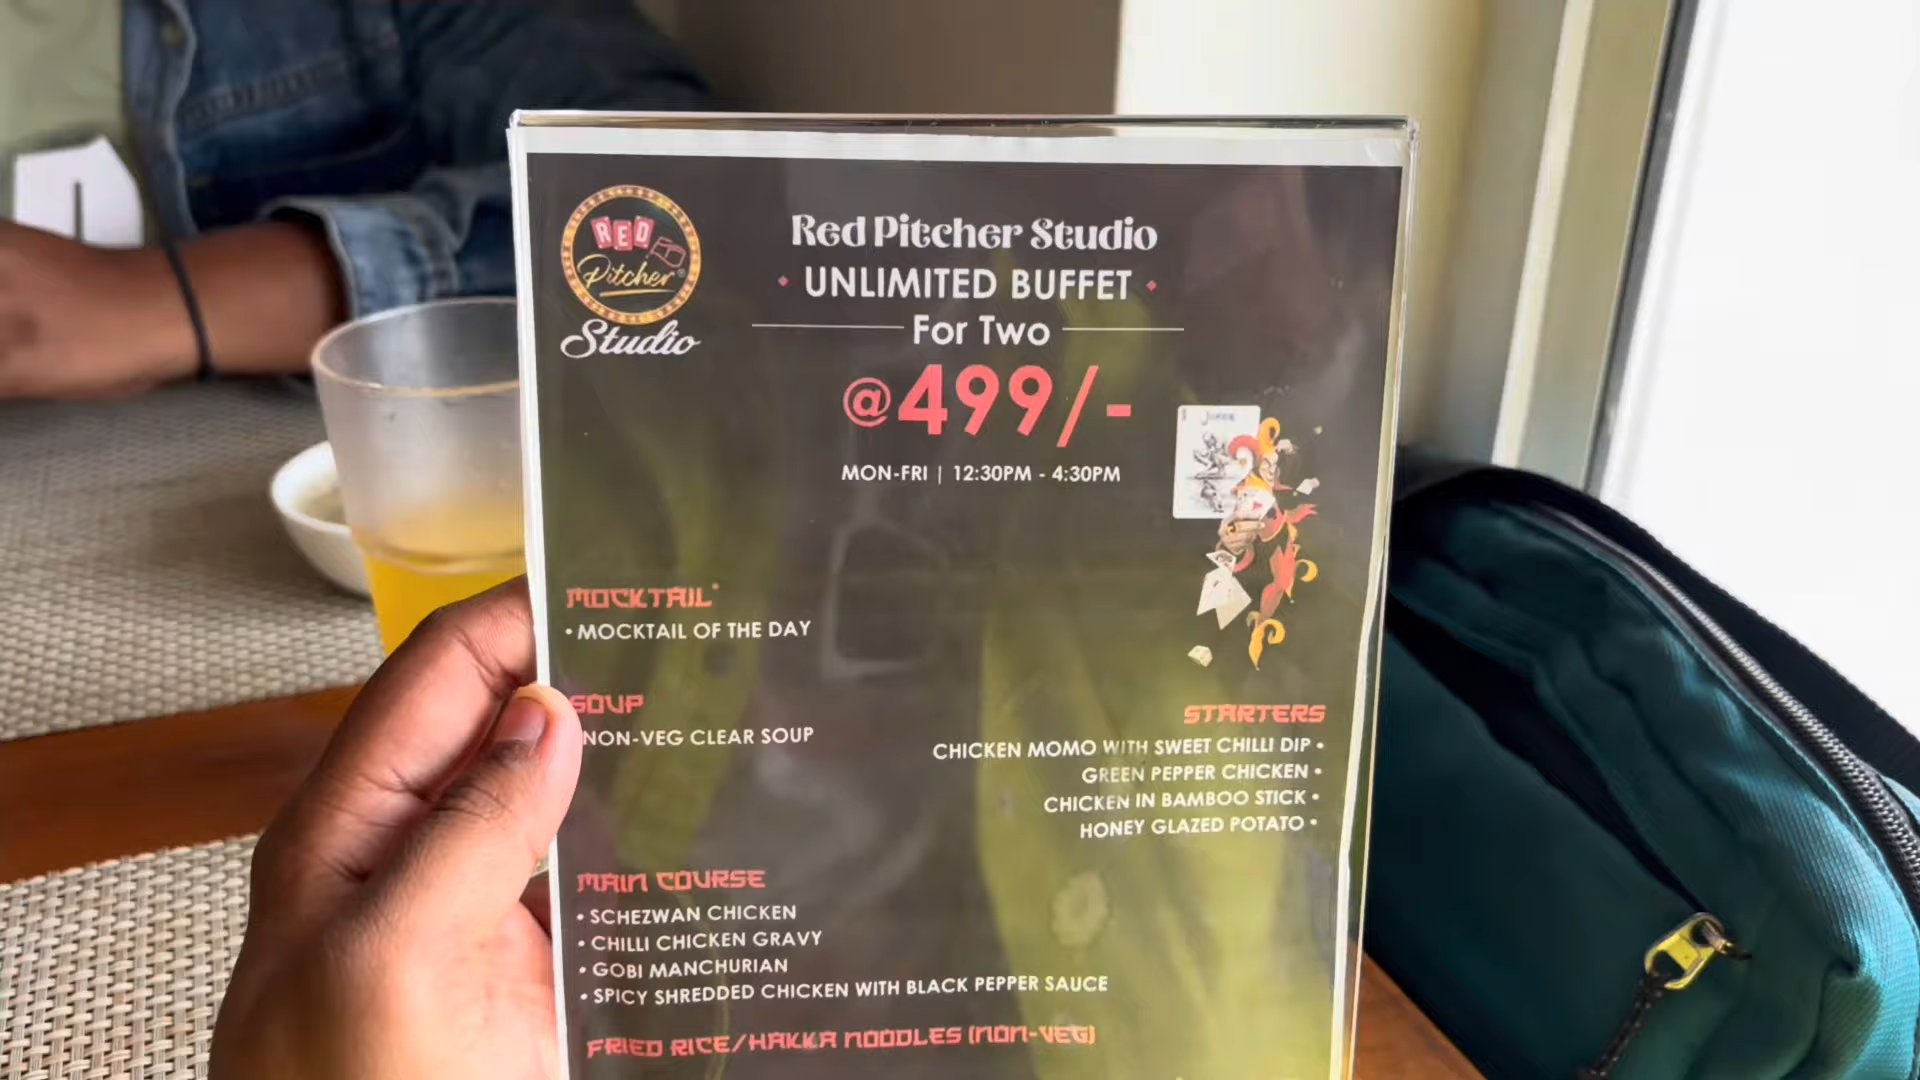 RED
Pitcher
Studio
Red Pitcher Studio
UNLIMITED BUFFET
For Two
@499/-
MON-FRI | 12:30PM - 4:30PM
JOKER
MOCKTAIL*
• MOCKTAIL OF THE DAY
SOUP
NON-VEG CLEAR SOUP
STARTERS
CHICKEN MOMO WITH SWEET CHILLI DIP •
GREEN PEPPER CHICKEN •
CHICKEN IN BAMBOO STICK •
HONEY GLAZED POTATO •
MAIN COURSE
• SCHEZWAN CHICKEN
• CHILLI CHICKEN GRAVY
• GOBI MANCHURIAN
• SPICY SHREDDED CHICKEN WITH BLACK PEPPER SAUCE
FRIED RICE/HAKKA NOODLES (NON-VEG)